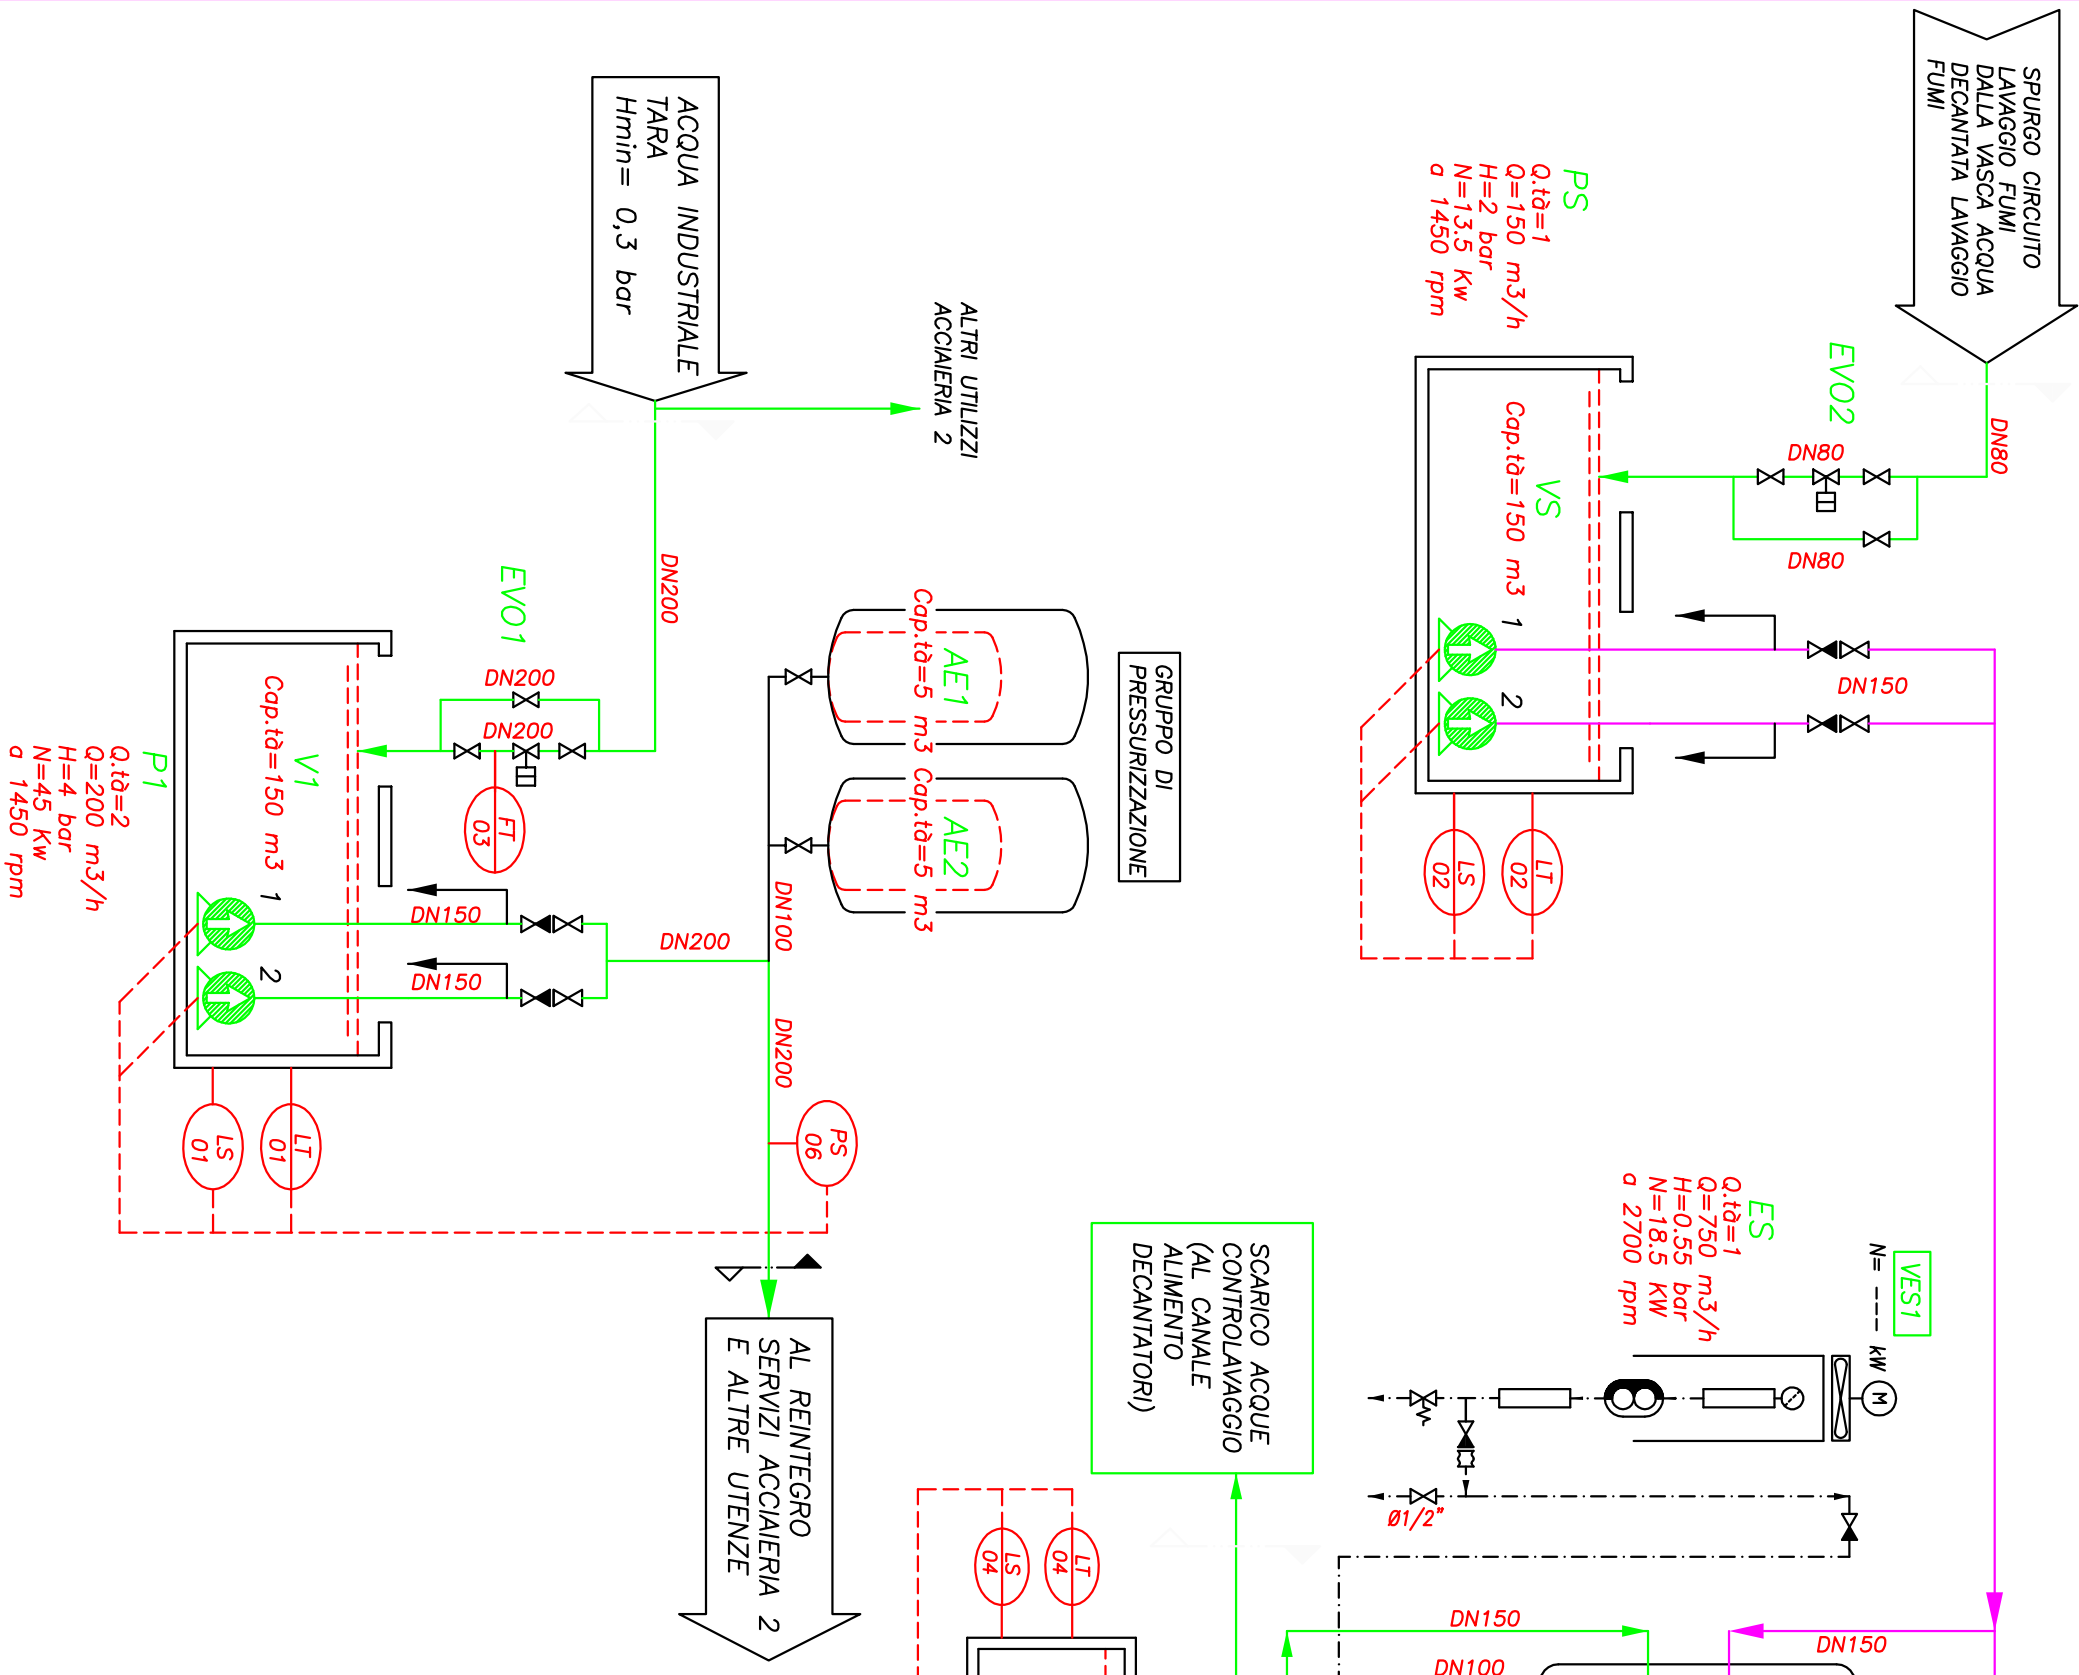 SPURGO CIRCUITO
LAVAGGIO FUMI
DALLA VASCA ACQUA
DECANTATA LAVAGGIO
FUMI
DN80
EV02
DN80
DN80
PS
Q.tà=1
Q=150 m3/h
H=2 bar
N=13.5 Kw
a 1450 rpm
VS
Cap.tà=150 m3
1
2
DN150
LT
02
LS
02
ACQUA INDUSTRIALE
TARA
Hmin= 0,3 bar
ALTRI UTILIZZI
ACCIAIERIA 2
DN200
EV01
DN200
DN200
FT
03
GRUPPO DI
PRESSURIZZAZIONE
AE1
Cap.tà=5 m3
AE2
Cap.tà=5 m3
DN100
V1
Cap.tà=150 m3
1
2
DN150
DN150
DN200
DN200
P1
Q.tà=2
Q=200 m3/h
H=4 bar
N=45 Kw
a 1450 rpm
LT
01
LS
01
PS
06
AL REINTEGRO
SERVIZI ACCIAIERIA 2
E ALTRE UTENZE
SCARICO ACQUE
CONTROLAVAGGIO
(AL CANALE
ALIMENTO
DECANTATORI)
VES1
N= --- kW
M
ES
Q.tà=1
Q=750 m3/h
H=0.55 bar
N=18.5 KW
a 2700 rpm
Ø1/2"
LT
04
LS
04
DN150
DN150
DN100